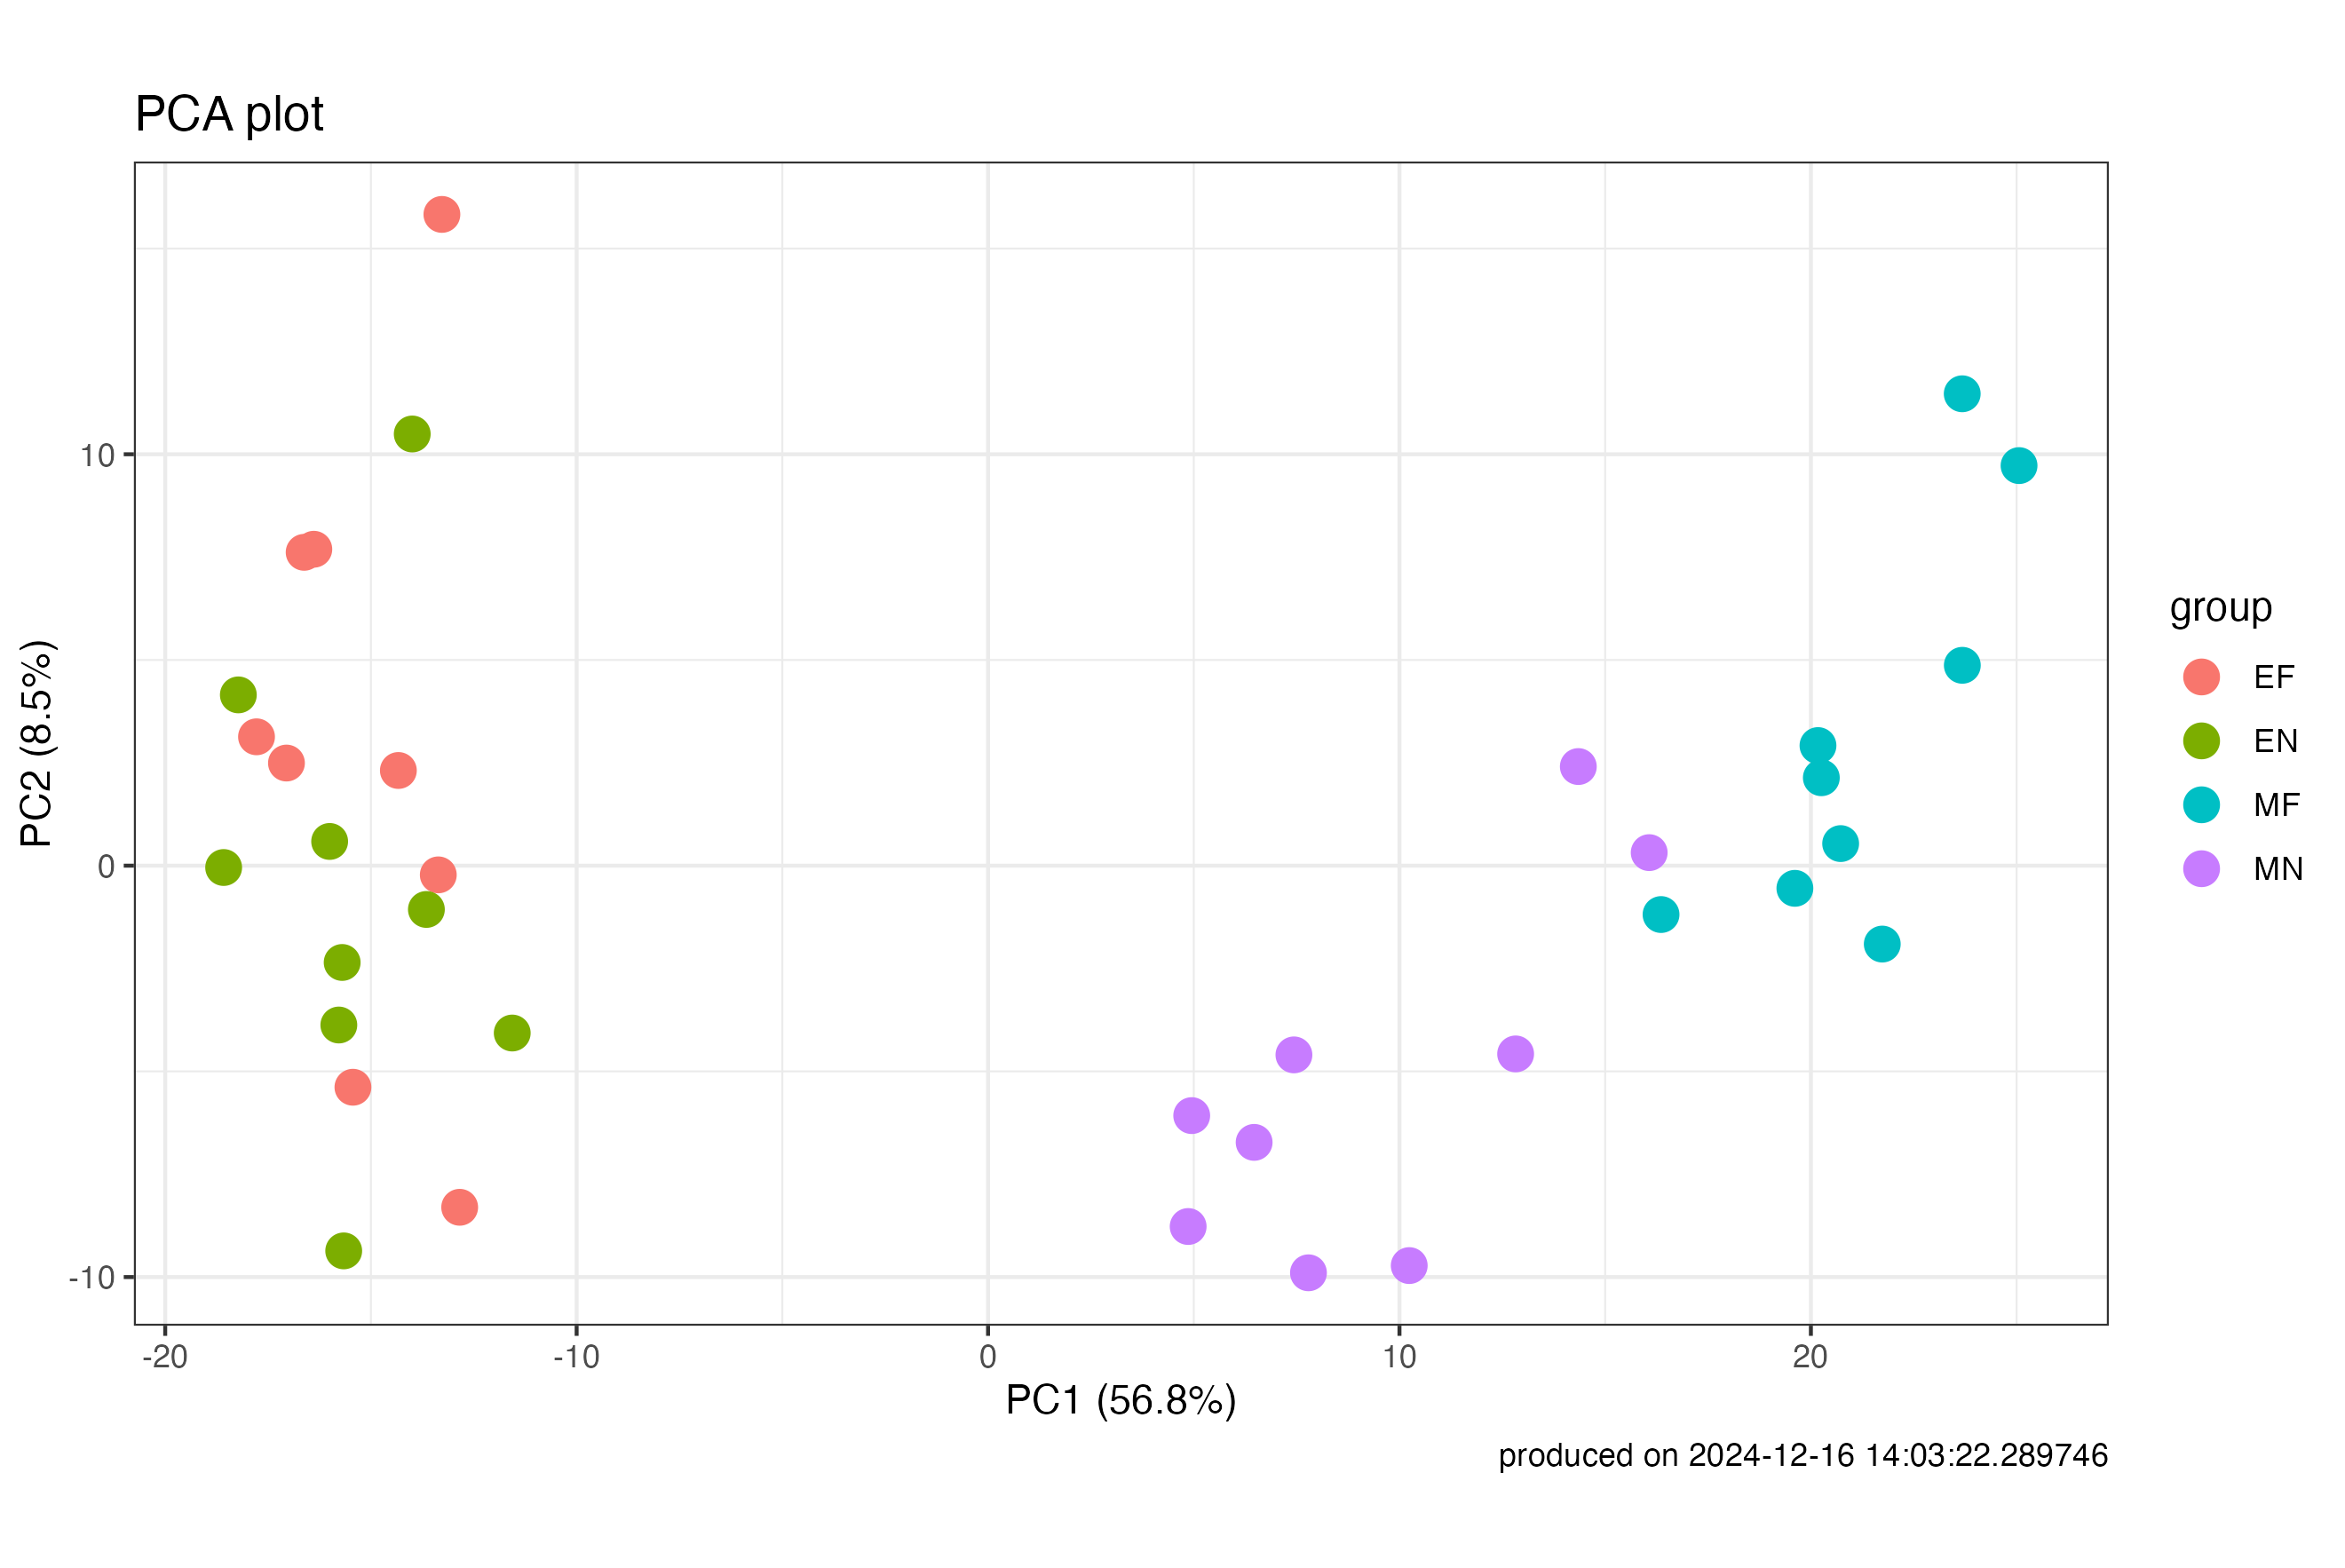 PCA plot
10
0
-10
PC2 (8.5%)
-20 -10 0 10 20
PC1 (56.8%)
group
EF
EN
MF
MN
produced on 2024-12-16 14:03:22.289746